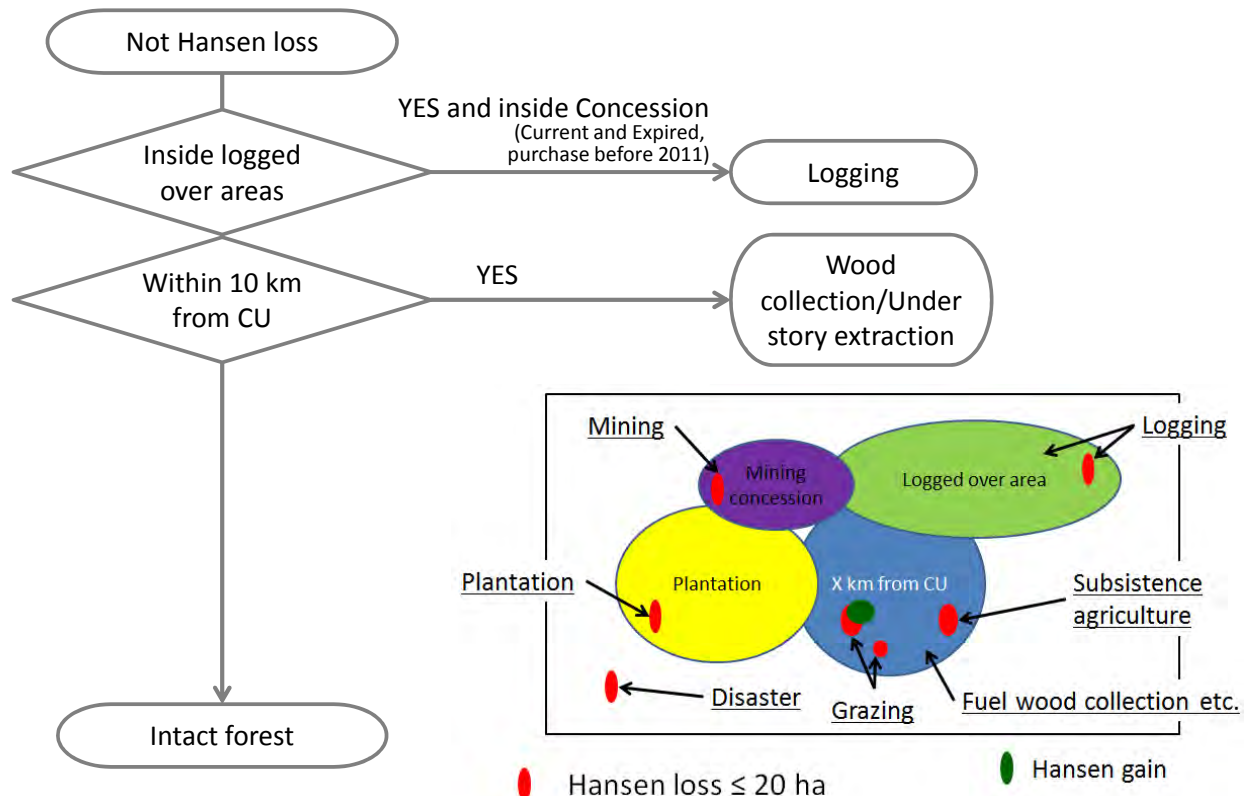 Not Hansen loss
YES and inside Concession
(Current and Expired,
purchase before 2011)
Inside logged
over areas
Logging
Within 10 km
from CU
YES
Wood
collection/Under
story extraction
Intact forest
Mining
Logging
Mining
concession
Logged over area
Plantation
Plantation
X km from CU
Subsistence
agriculture
Disaster
Grazing
Fuel wood collection etc.
Hansen loss ≤ 20 ha
Hansen gain